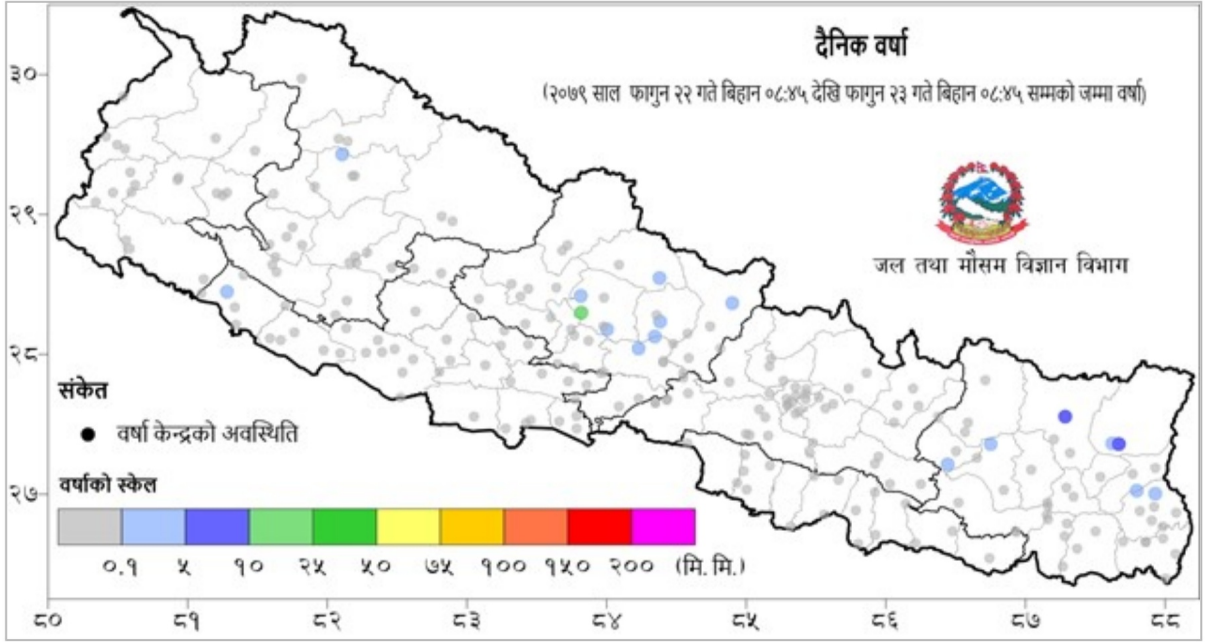 दैनिक वर्षा
(२०७९ साल फागुन २२ गते बिहान ०८:४५ देखि फागुन २३ गते बिहान ०८:४५ सम्मको जम्मा वर्षा)
जल तथा मौसम विज्ञान विभाग
३०
२९
२८
२७
संकेत
वर्षा केन्द्रको अवस्थिति
वर्षाको स्केल
०.१ ५ १० २५ ५० ७५ १०० १५० २०० (मि.मि.)
८० ८१ ८२ ८३ ८४ ८५ ८६ ८७ ८८